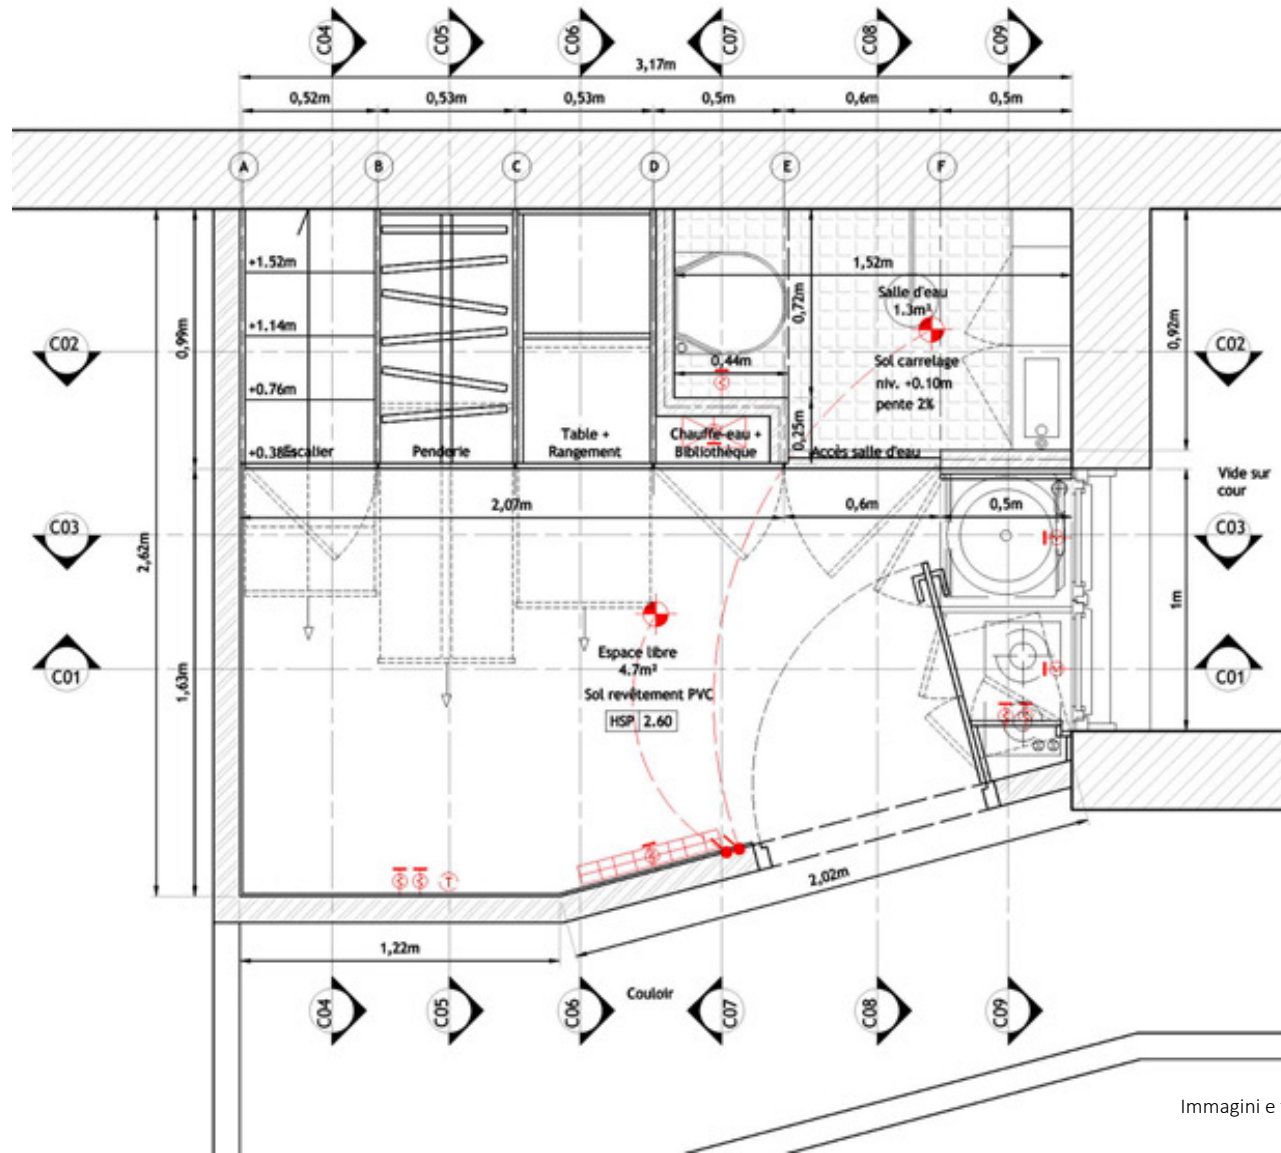 C04
C05
C06
C07
C08
C09
3,17m
0,52m
0,53m
0,53m
0,5m
0,6m
0,5m
A
B
C
D
E
F
+1.52m
+1.14m
+0.76m
Escalier
Penderie
Table +
Rangement
Chauffe-eau +
Bibliothèque
Accès salle d'eau
1,52m
Salle d'eau
1.3m²
0,72m
0,44m
0,25m
Sol carrelage
niv. +0.10m
pente 2%
0,99m
0,92m
C02
C02
2,07m
0,6m
0,5m
Vide sur
cour
C03
C03
2,62m
1,63m
1m
C01
C01
Espace libre
4.7m²
Sol revêtement PVC
HSP 2.60
T
2,02m
1,22m
Couloir
C04
C05
C06
C07
C08
C09
Immagini e